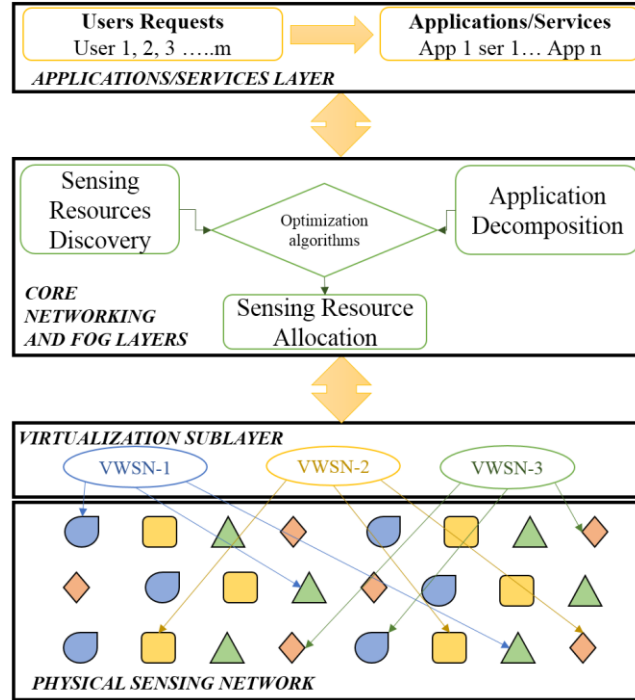 Users Requests
User 1, 2, 3 …..m
Applications/Services
App 1 ser 1… App n
APPLICATIONS/SERVICES LAYER
Sensing
Resources
Discovery
Optimization
algorithms
Application
Decomposition
Sensing Resource
Allocation
CORE
NETWORKING
AND FOG LAYERS
VIRTUALIZATION SUBLAYER
VWSN-1
VWSN-2
VWSN-3
PHYSICAL SENSING NETWORK